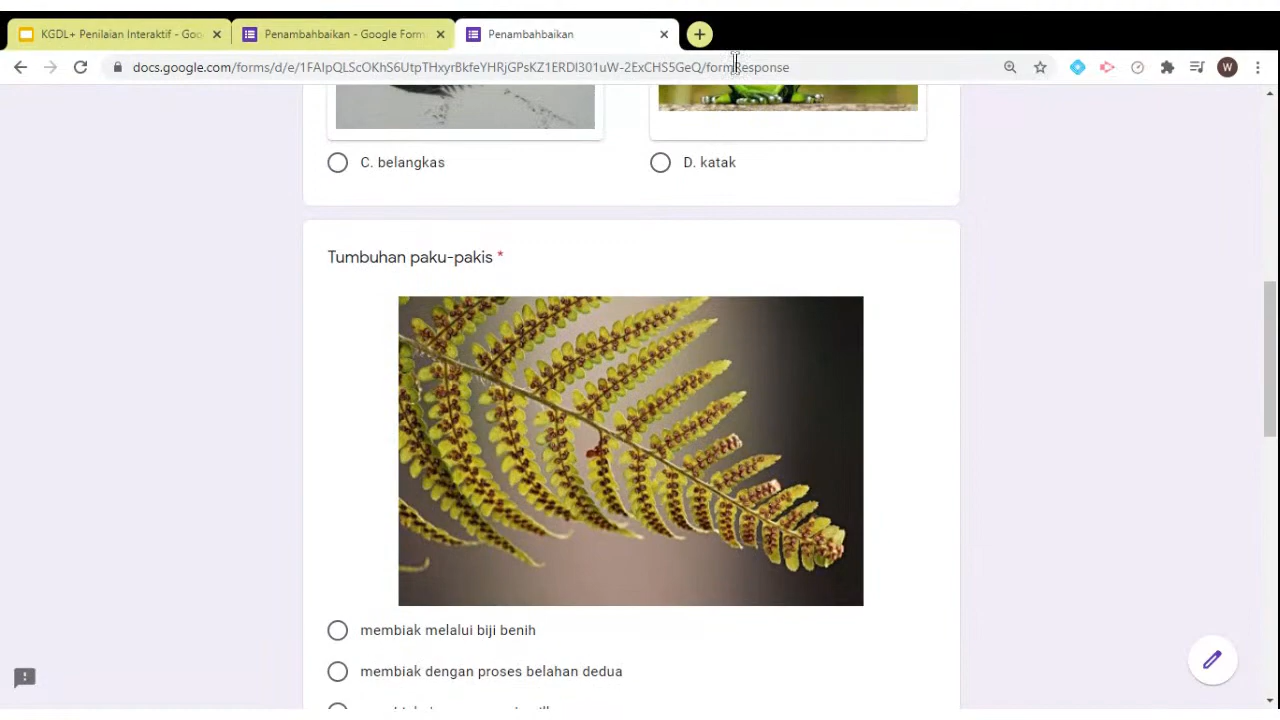 KGDL+ Penilaian Interaktif - Goo
Penambahbaikan - Google Form
Penambahbaikan
docs.google.com/forms/d/e/1FAIpQLScOKhS6UtpTHxyrBkfeYHRjGPsKZ1ERDl301uW-2ExCHS5GeQ/formResponse
W
C. belangkas
D. katak
Tumbuhan paku-pakis *
membiak melalui biji benih
membiak dengan proses belahan dedua